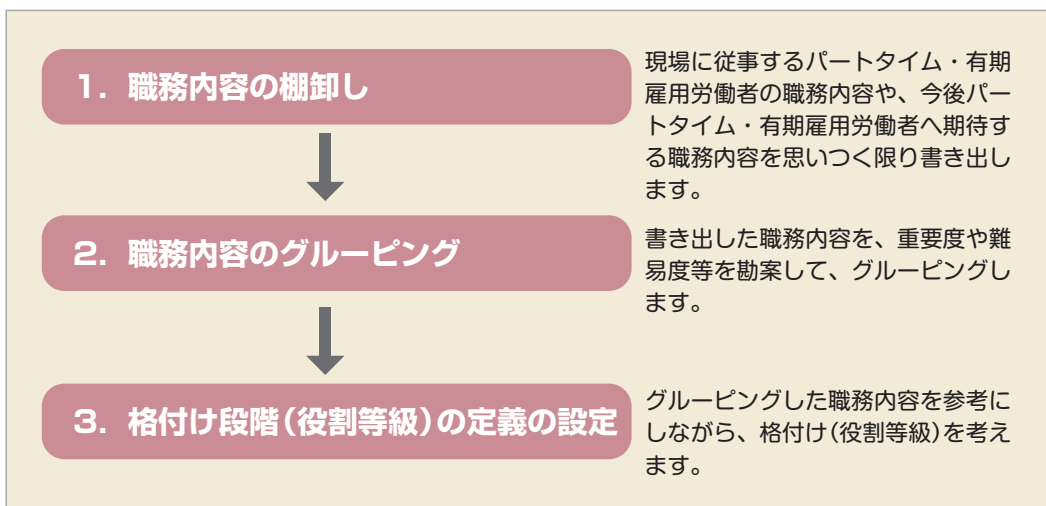 1．職務内容の棚卸し
現場に従事するパートタイム・有期
雇用労働者の職務内容や、今後パー
トタイム・有期雇用労働者へ期待す
る職務内容を思いつく限り書き出し
ます。
2．職務内容のグルーピング
書き出した職務内容を、重要度や難
易度等を勘案して、グルーピングし
ます。
3．格付け段階(役割等級)の定義の設定
グルーピングした職務内容を参考に
しながら、格付け(役割等級)を考え
ます。